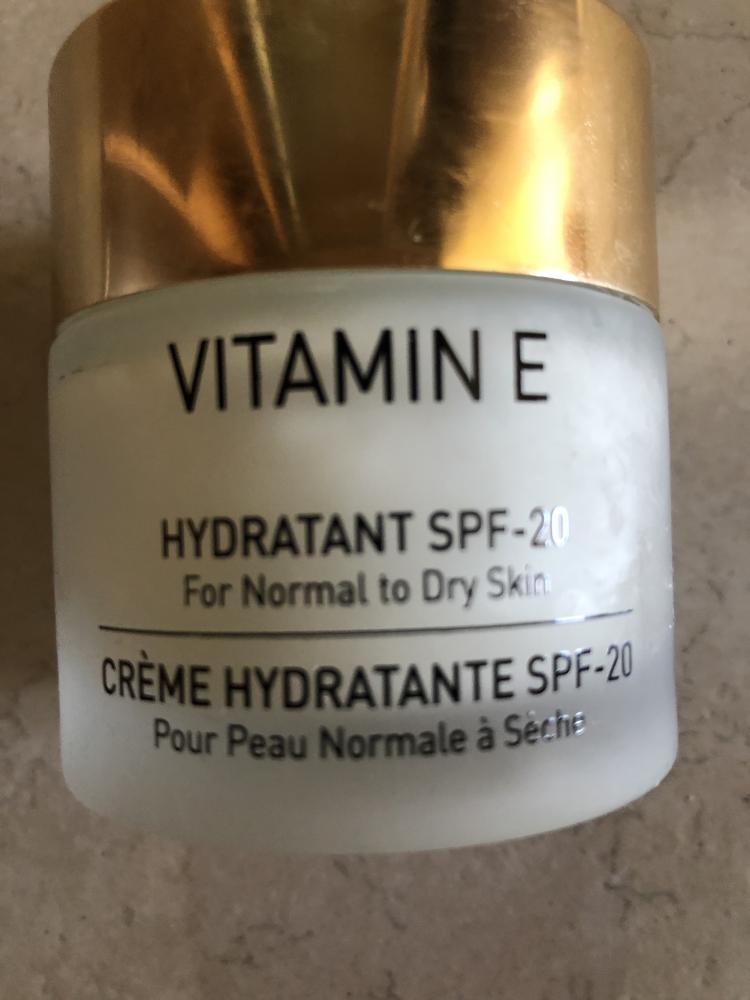 VITAMIN E
HYDRATANT SPF-20
For Normal to Dry Skin
CRÈME HYDRATANTE SPF-20
Pour Peau Normale à Sèche